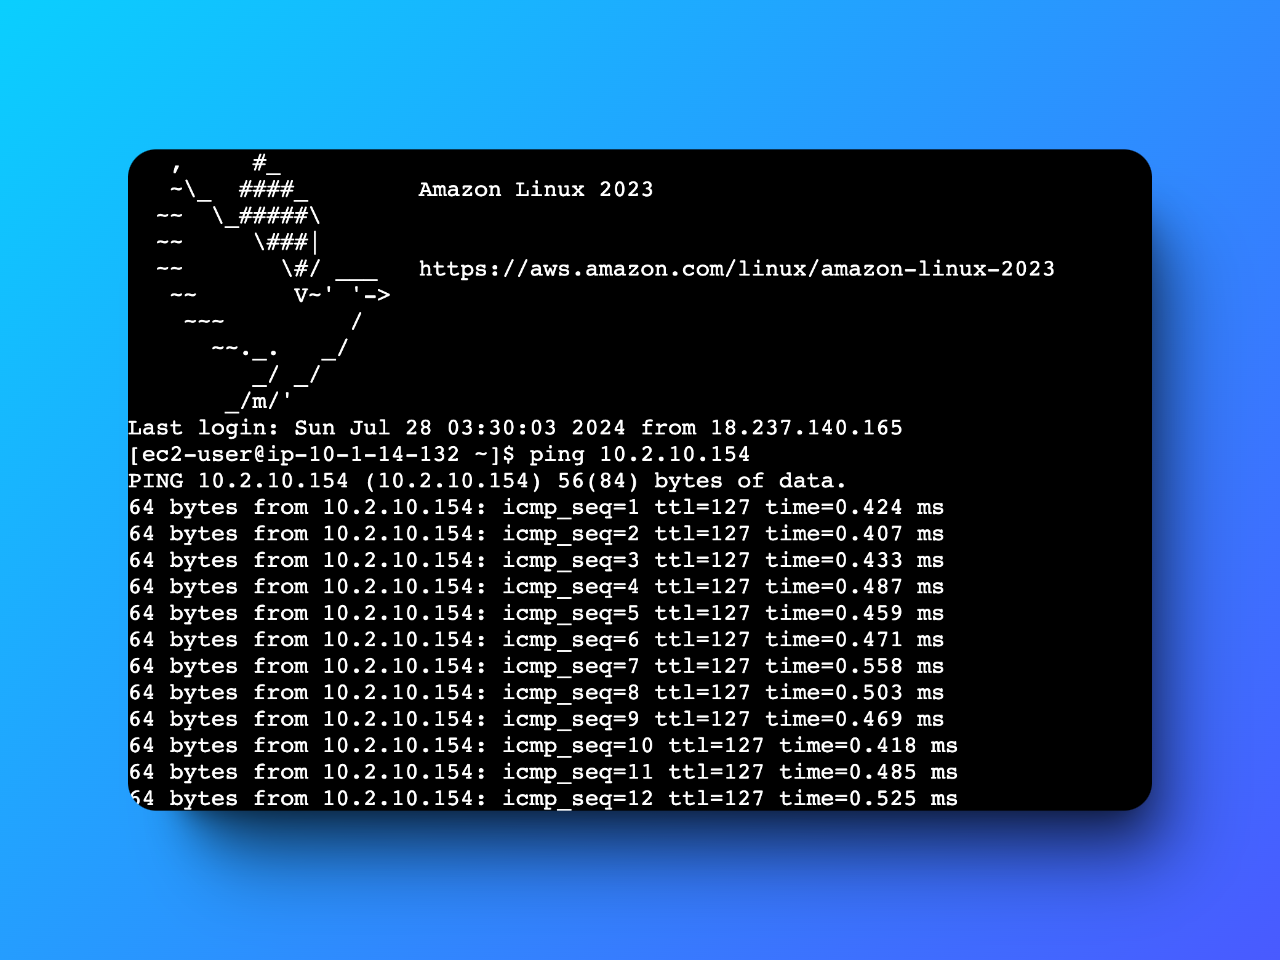 ,     #_
   ~\_  ####_        Amazon Linux 2023
  ~~  \_#####\
  ~~     \###|
  ~~       \#/ ___   https://aws.amazon.com/linux/amazon-linux-2023
   ~~       V~' '->
    ~~~         /
      ~~._.   _/
         _/ _/
       _/m/'
Last login: Sun Jul 28 03:30:03 2024 from 18.237.140.165
[ec2-user@ip-10-1-14-132 ~]$ ping 10.2.10.154
PING 10.2.10.154 (10.2.10.154) 56(84) bytes of data.
64 bytes from 10.2.10.154: icmp_seq=1 ttl=127 time=0.424 ms
64 bytes from 10.2.10.154: icmp_seq=2 ttl=127 time=0.407 ms
64 bytes from 10.2.10.154: icmp_seq=3 ttl=127 time=0.433 ms
64 bytes from 10.2.10.154: icmp_seq=4 ttl=127 time=0.487 ms
64 bytes from 10.2.10.154: icmp_seq=5 ttl=127 time=0.459 ms
64 bytes from 10.2.10.154: icmp_seq=6 ttl=127 time=0.471 ms
64 bytes from 10.2.10.154: icmp_seq=7 ttl=127 time=0.558 ms
64 bytes from 10.2.10.154: icmp_seq=8 ttl=127 time=0.503 ms
64 bytes from 10.2.10.154: icmp_seq=9 ttl=127 time=0.469 ms
64 bytes from 10.2.10.154: icmp_seq=10 ttl=127 time=0.418 ms
64 bytes from 10.2.10.154: icmp_seq=11 ttl=127 time=0.485 ms
64 bytes from 10.2.10.154: icmp_seq=12 ttl=127 time=0.525 ms